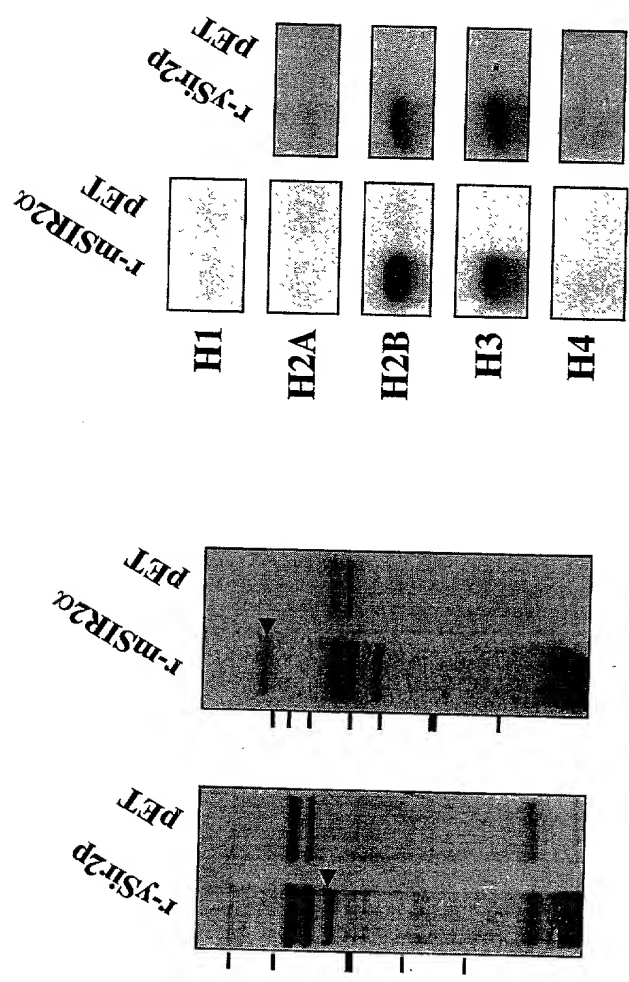 r-ySir2p
pET
r-mSIR2α
pET
r-mSIR2α
pET
r-ySir2p
pET
H1
H2A
H2B
H3
H4